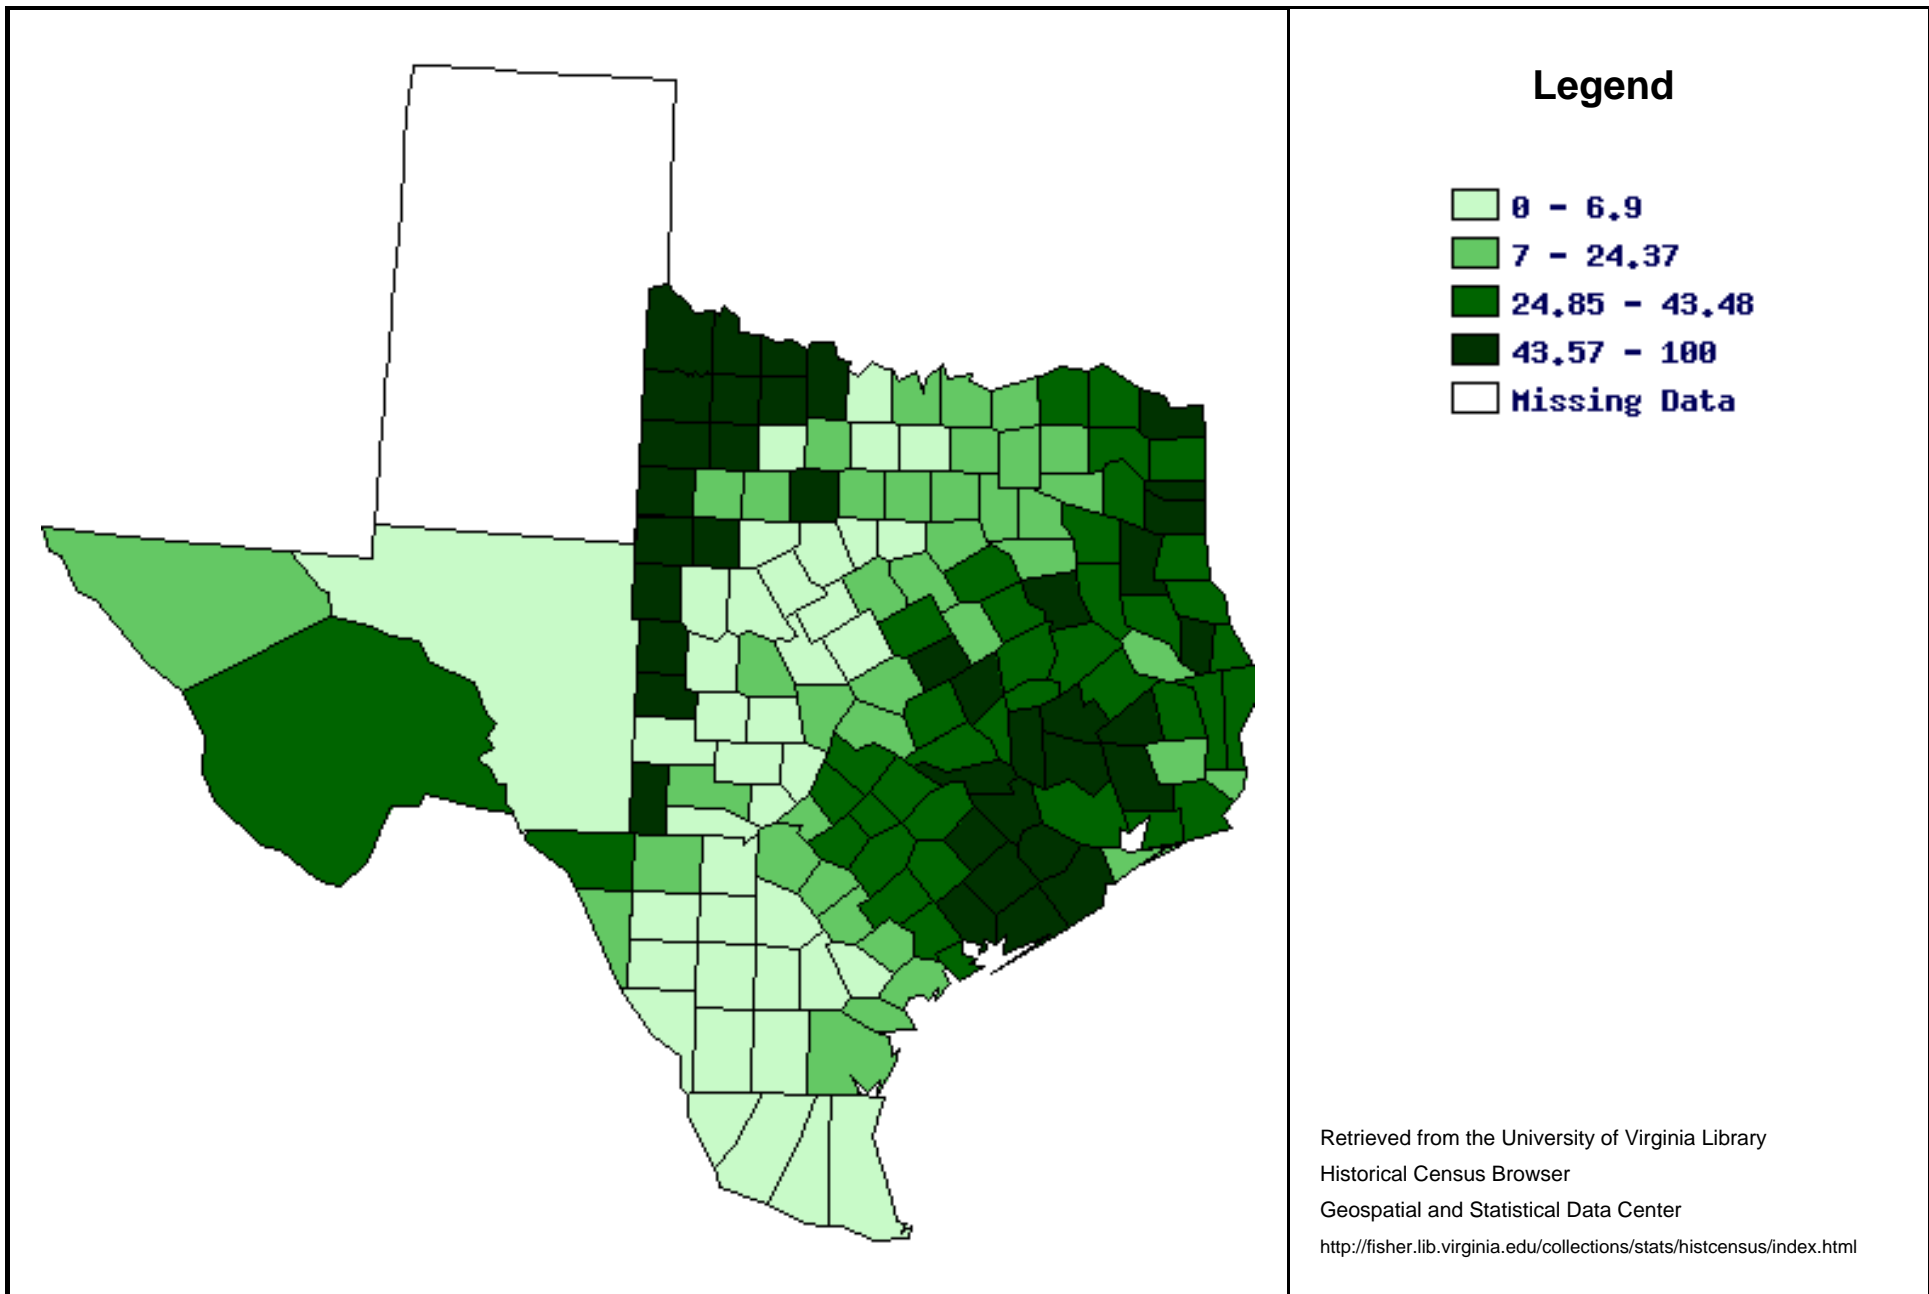 Legend
0 - 6.9
7 - 24.37
24.85 - 43.48
43.57 - 100
Missing Data
Retrieved from the University of Virginia Library
Historical Census Browser
Geospatial and Statistical Data Center
http://fisher.lib.virginia.edu/collections/stats/histcensus/index.html